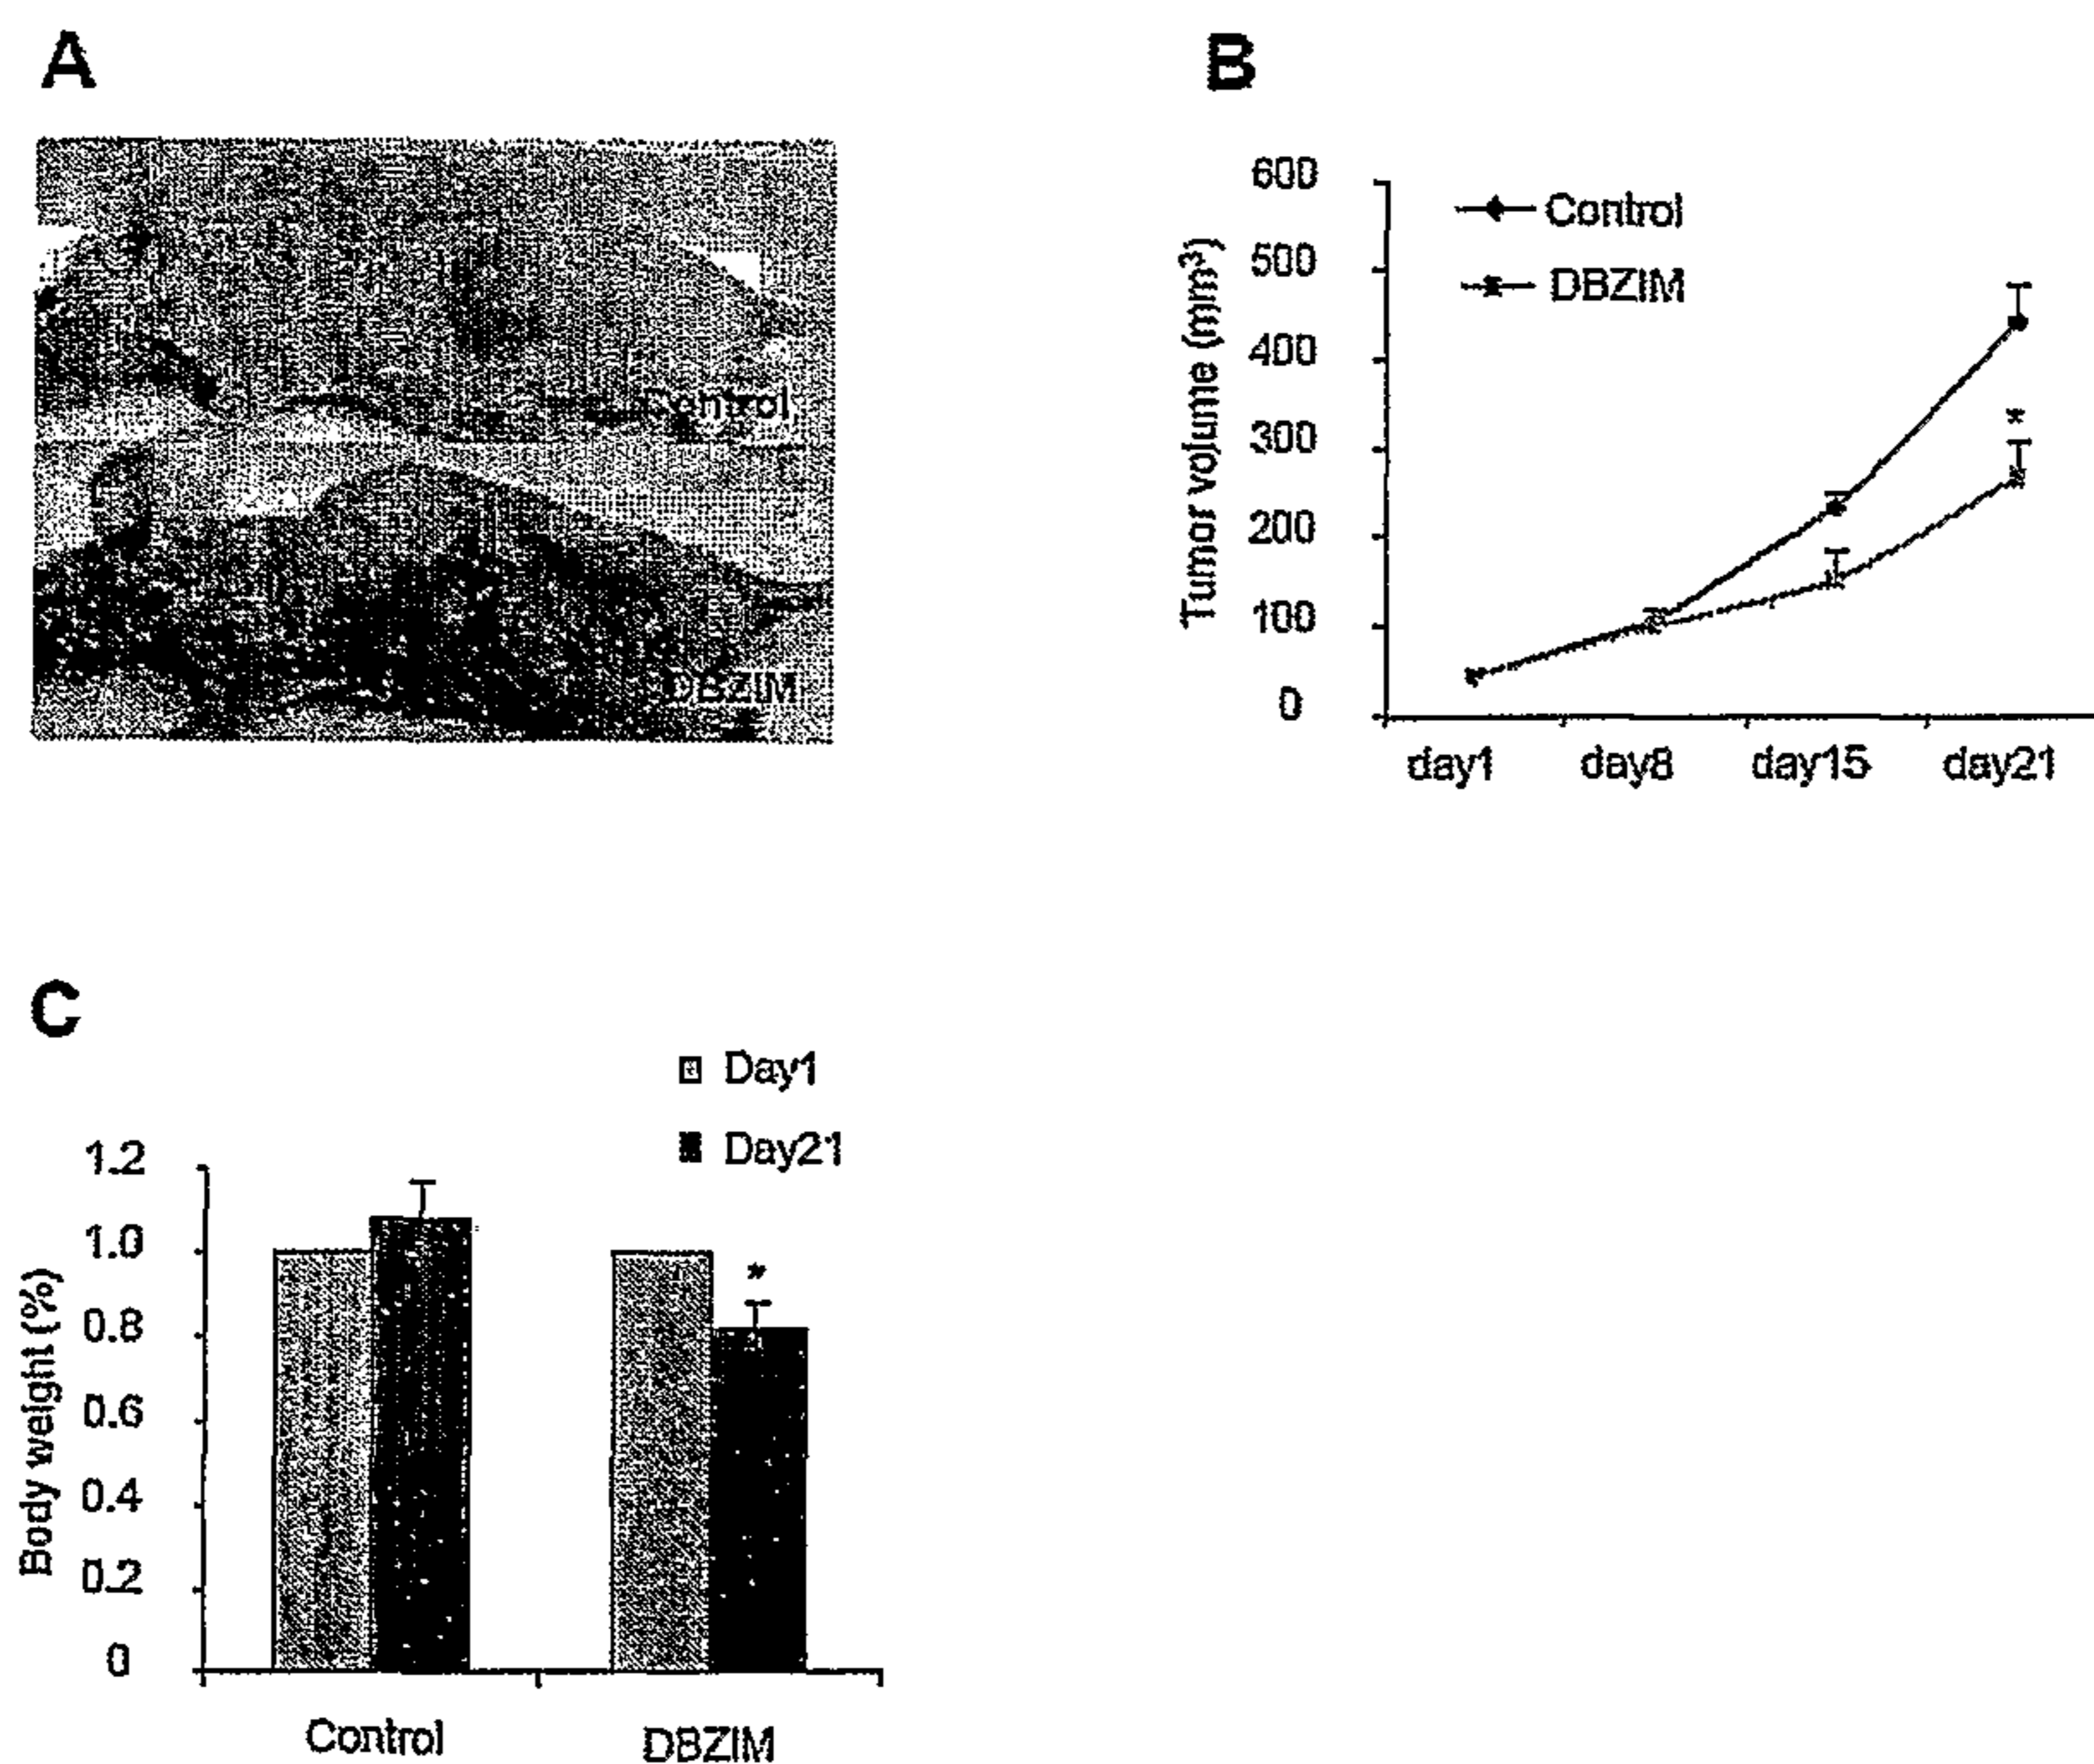 A
Control
DBZIM
B
600
500
400
300
200
100
0
Tumor volume (mm³)
Control
DBZIM
*
day1 day8 day15 day21
C
Day1
Day21
1.2
1.0
0.8
0.6
0.4
0.2
0
Body weight (%)
*
Control DBZIM